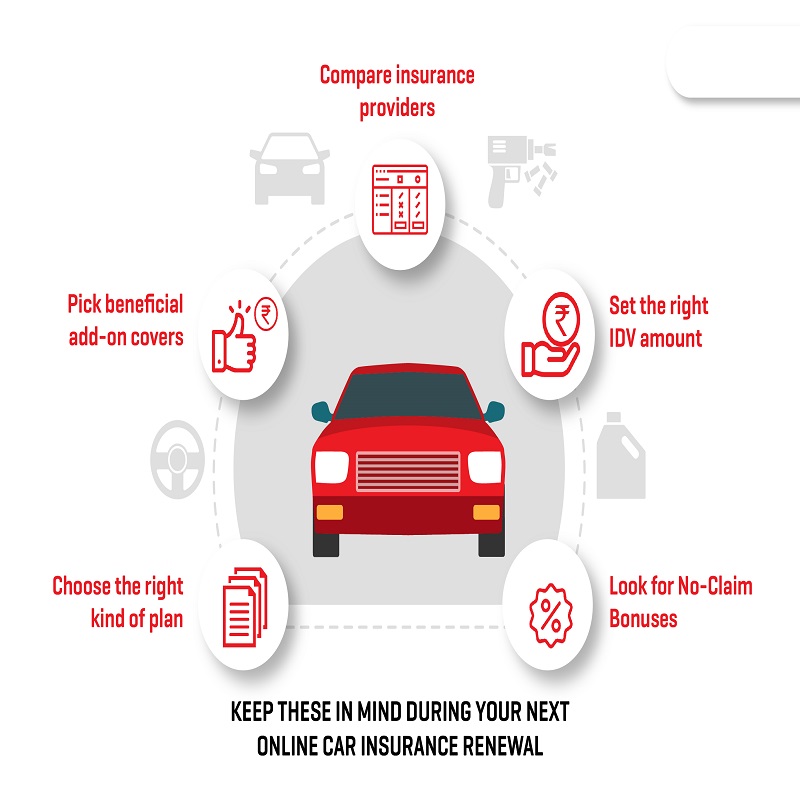 Compare insurance
providers
Pick beneficial
add-on covers
Set the right
IDV amount
Choose the right
kind of plan
Look for No-Claim
Bonuses
KEEP THESE IN MIND DURING YOUR NEXT
ONLINE CAR INSURANCE RENEWAL